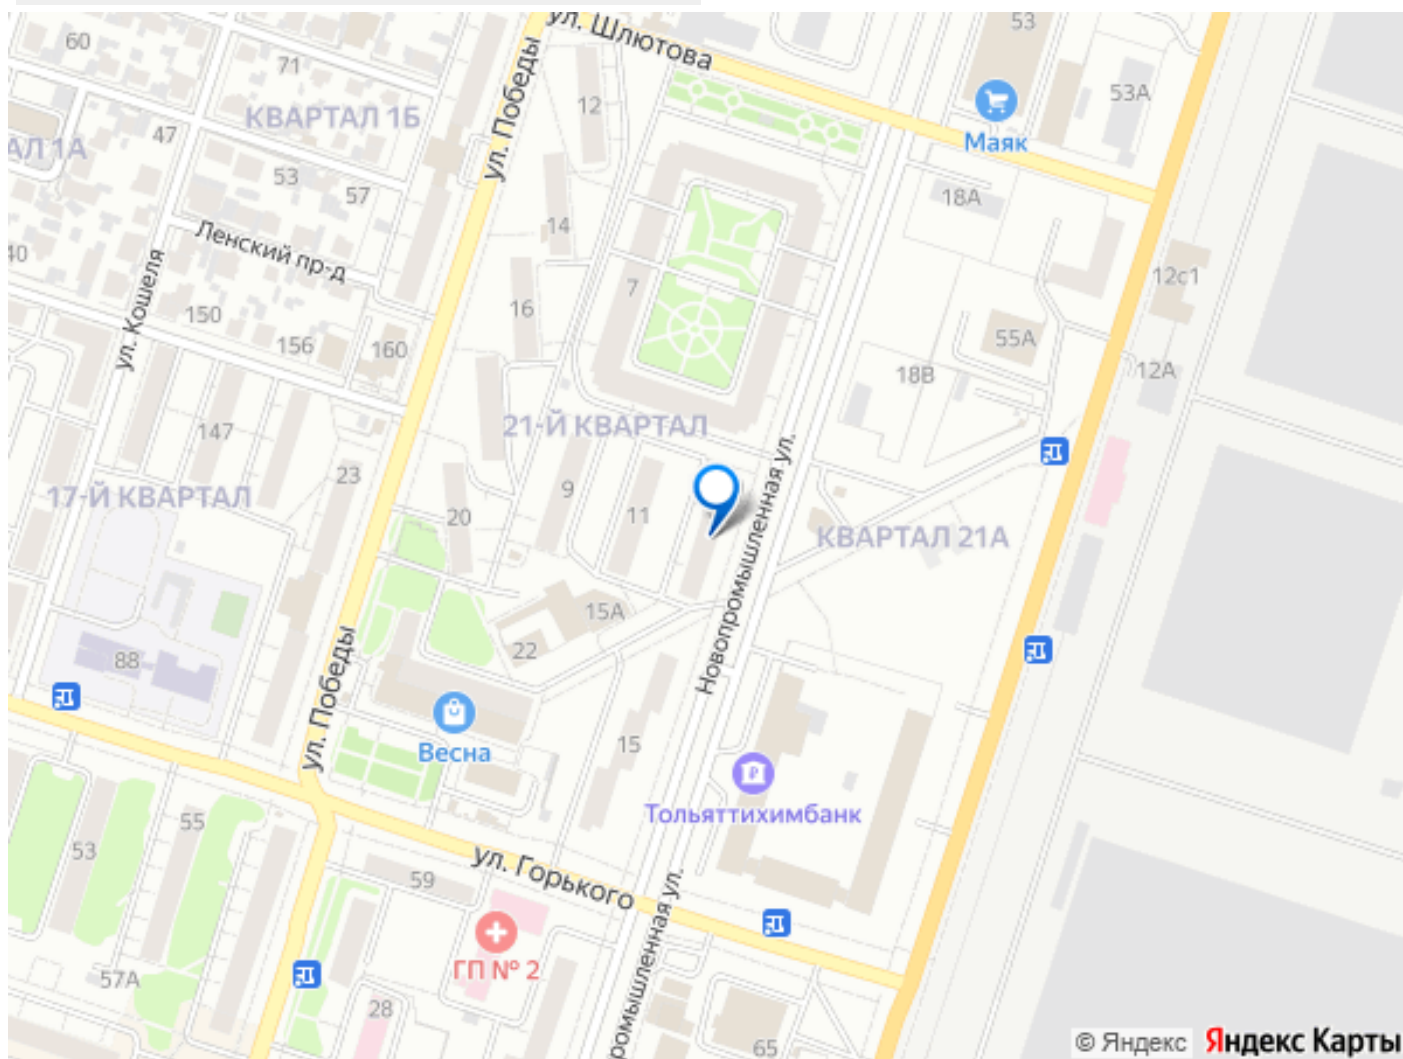 ул. Шлютова
53
60
71
12
53А
КВАРТАЛ 1Б
ул. Победы
Маяк
47
АЛ 1А
53
57
18А
14
Ленский пр-д
40
12с1
7
ул. Кошеля
16
150
156
160
55А
12А
18В
21-Й КВАРТАЛ
147
Новопромышленная ул.
23
9
17-Й КВАРТАЛ
11
20
КВАРТАЛ 21А
15А
22
88
ул. Победы
15
Весна
Тольяттихимбанк
55
53
ул. Горького
59
ГП № 2
57А
28
ромышленная ул.
65
© Яндекс Яндекс Карты